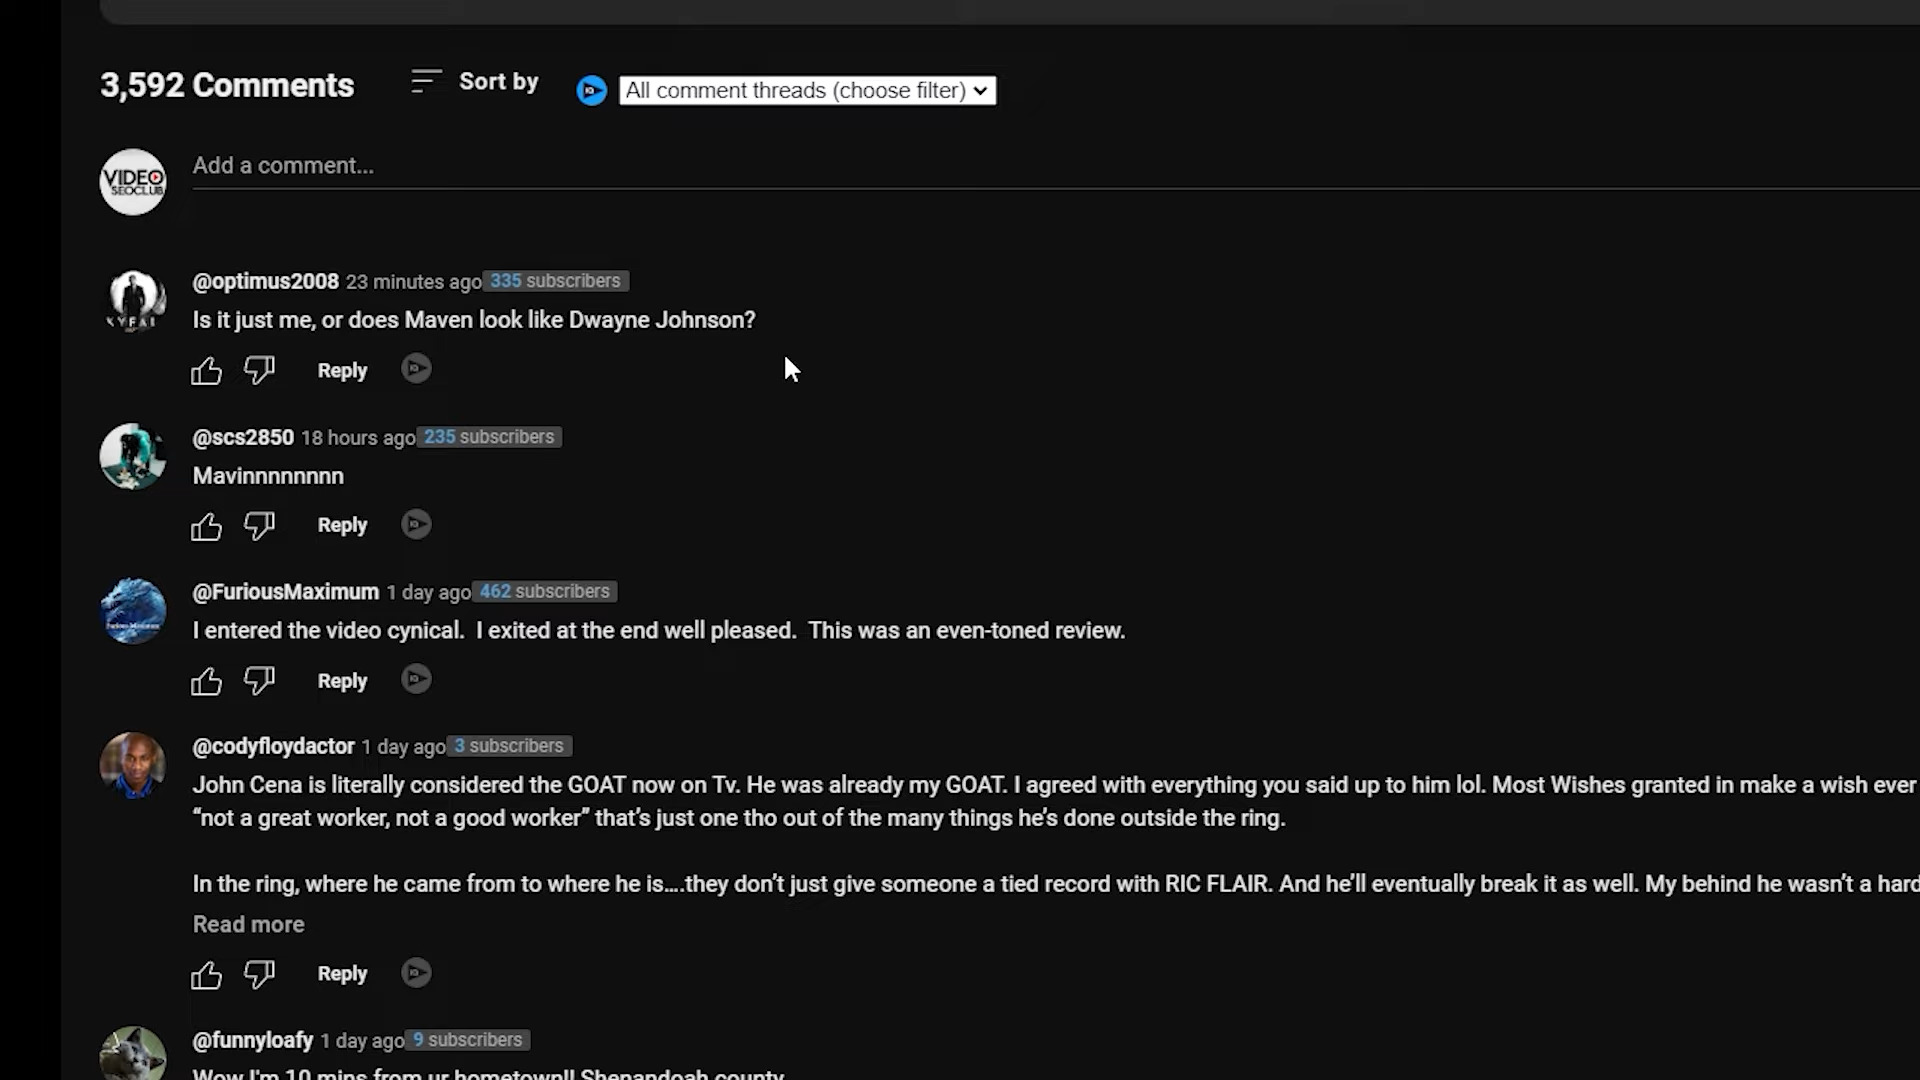 3,592 Comments
Sort by
All comment threads (choose filter)
VIDEO
SEOCLUB
Add a comment...
@optimus2008 23 minutes ago 335 subscribers
Is it just me, or does Maven look like Dwayne Johnson?
Reply
@scs2850 18 hours ago 235 subscribers
Mavinnnnnnnn
Reply
@FuriousMaximum 1 day ago 462 subscribers
I entered the video cynical.  I exited at the end well pleased.  This was an even-toned review.
Reply
@codyfloydactor 1 day ago 3 subscribers
John Cena is literally considered the GOAT now on Tv. He was already my GOAT. I agreed with everything you said up to him lol. Most Wishes granted in make a wish ever
“not a great worker, not a good worker” that’s just one tho out of the many things he’s done outside the ring.
In the ring, where he came from to where he is….they don’t just give someone a tied record with RIC FLAIR. And he’ll eventually break it as well. My behind he wasn’t a hard
Read more
Reply
@funnyloafy 1 day ago 9 subscribers
Wow I'm 10 mins from ur hometown!! Shenandoah county